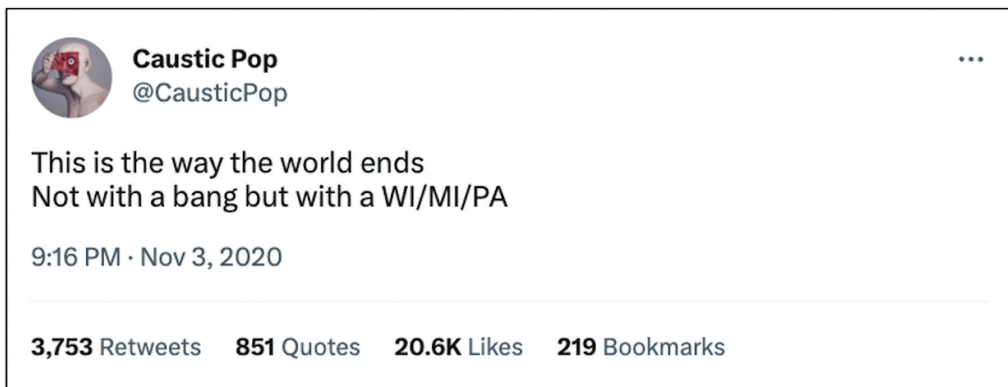 Caustic Pop
@CausticPop
This is the way the world ends
Not with a bang but with a WI/MI/PA
9:16 PM · Nov 3, 2020
3,753 Retweets 851 Quotes 20.6K Likes 219 Bookmarks